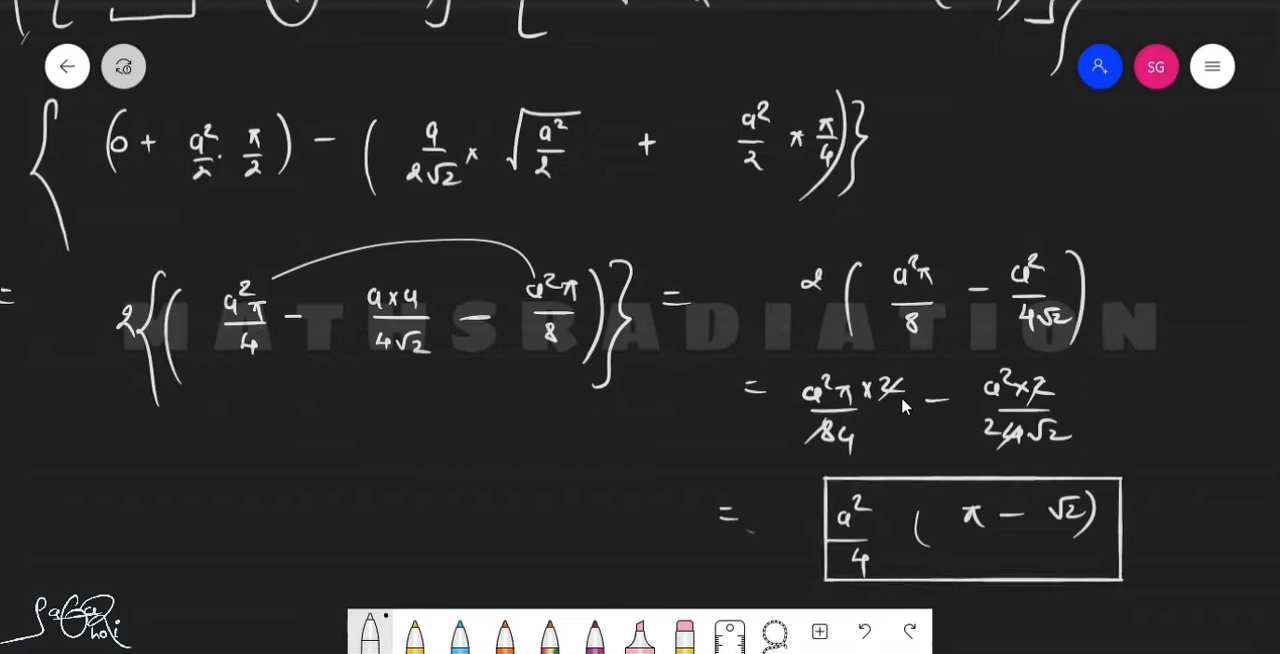 SG
{ (0 + a²/2 . π/2) - ( a/2√2 × √a²/2 + a²/2 × π/4 ) }
= 2 { ( a²π/4 - a×a/4√2 - a²π/8 ) } = 2 ( a²π/8 - a²/4√2 )
MATHSRADIATION
= a²π×2/84 - a²×2/24√2
= a²/4 ( π - √2 )